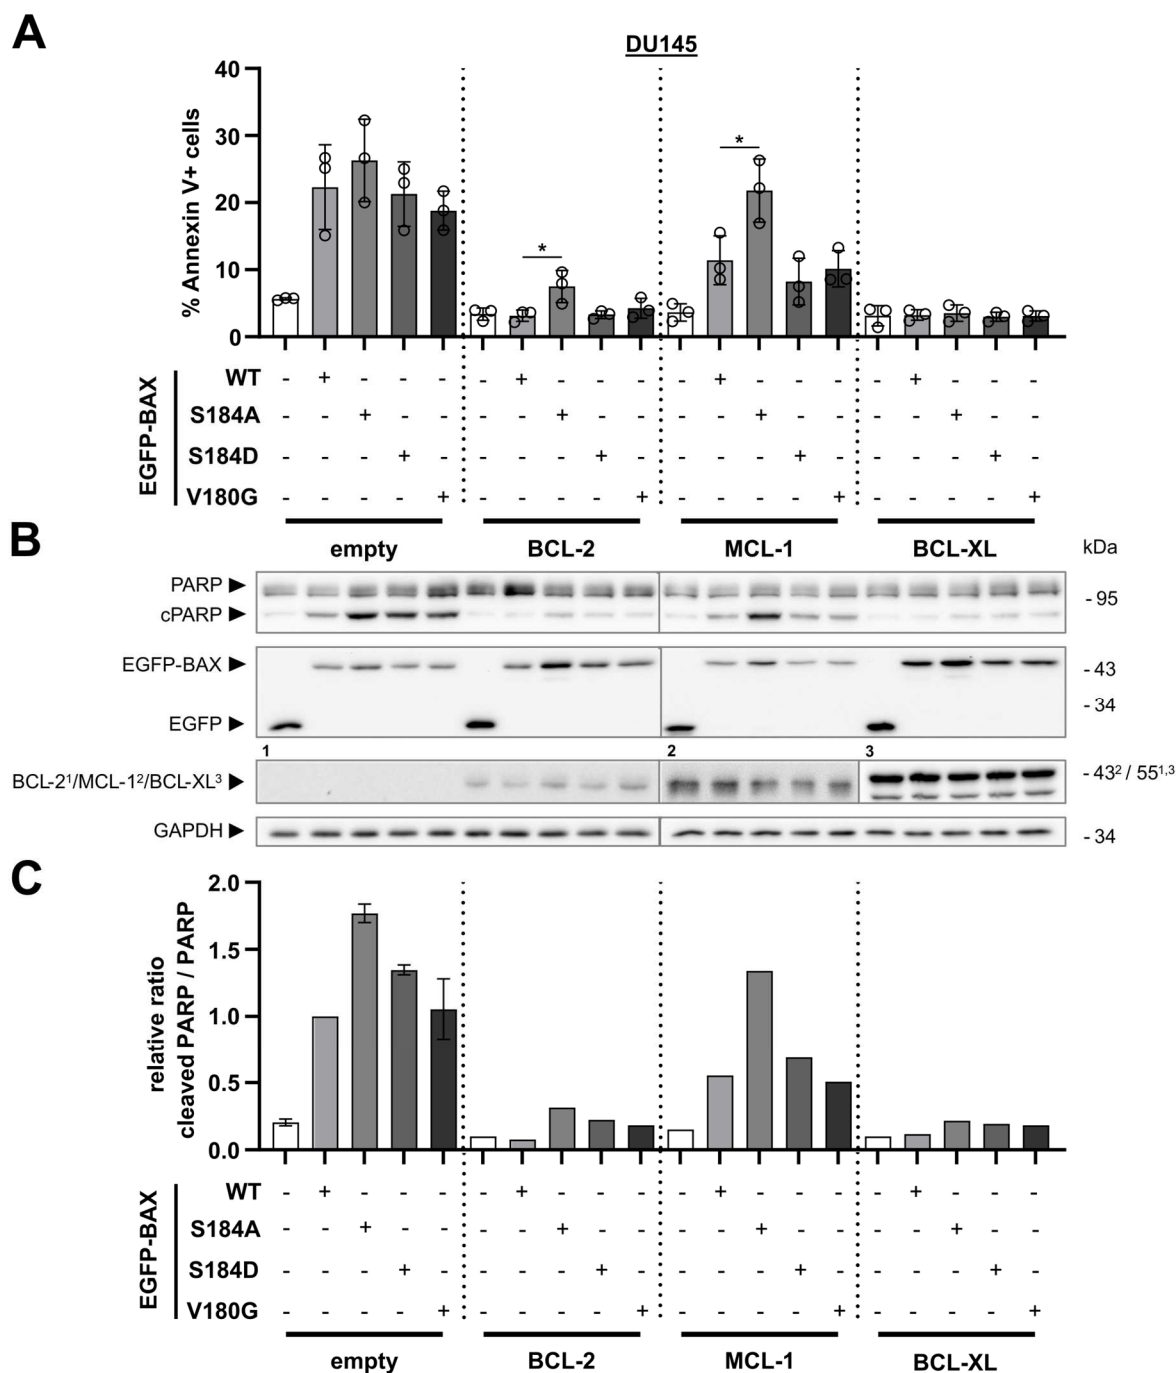 A
DU145
% Annexin V+ cells
40
30
20
10
0
*
*
EGFP-BAX
WT - + - - - - + - - - - + - - - - + - - -
S184A - - + - - - - + - - - - + - - - - + - -
S184D - - - + - - - - + - - - - + - - - - + -
V180G - - - - + - - - - + - - - - + - - - - +
empty BCL-2 MCL-1 BCL-XL
B
kDa
PARP
cPARP
- 95
EGFP-BAX
- 43
- 34
EGFP
1 2 3
BCL-2¹/MCL-1²/BCL-XL³
- 43² / 55¹,³
GAPDH
- 34
C
relative ratio
cleaved PARP / PARP
2.0
1.5
1.0
0.5
0.0
EGFP-BAX
WT - + - - - - + - - - - + - - - - + - - -
S184A - - + - - - - + - - - - + - - - - + - -
S184D - - - + - - - - + - - - - + - - - - + -
V180G - - - - + - - - - + - - - - + - - - - +
empty BCL-2 MCL-1 BCL-XL